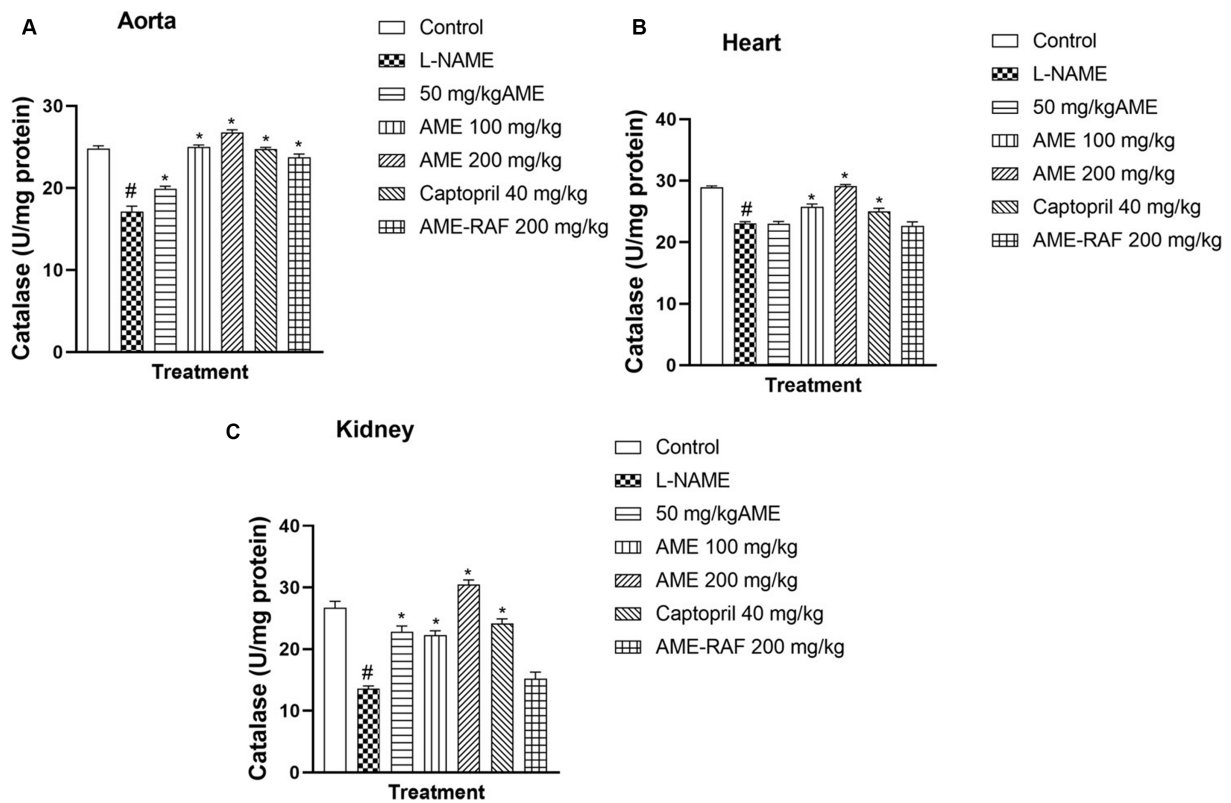 A
Aorta
Catalase (U/mg protein)
30
20
10
0
#
*
*
*
*
*
Treatment
Control
L-NAME
50 mg/kgAME
AME 100 mg/kg
AME 200 mg/kg
Captopril 40 mg/kg
AME-RAF 200 mg/kg
B
Heart
Catalase (U/mg protein)
40
30
20
10
0
#
*
*
*
Treatment
Control
L-NAME
50 mg/kgAME
AME 100 mg/kg
AME 200 mg/kg
Captopril 40 mg/kg
AME-RAF 200 mg/kg
C
Kidney
Catalase (U/mg protein)
40
30
20
10
0
#
*
*
*
*
Treatment
Control
L-NAME
50 mg/kgAME
AME 100 mg/kg
AME 200 mg/kg
Captopril 40 mg/kg
AME-RAF 200 mg/kg